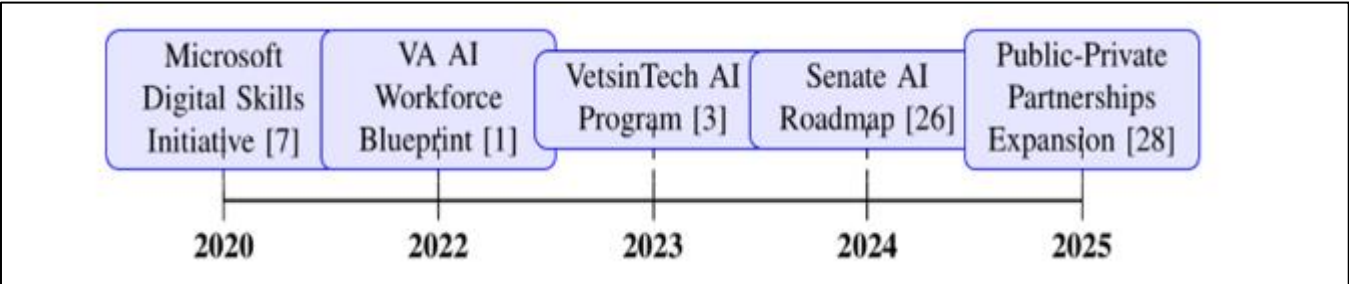 Microsoft
Digital Skills
Initiative [7]
VA AI
Workforce
Blueprint [1]
VetsinTech AI
Program [3]
Senate AI
Roadmap [26]
Public-Private
Partnerships
Expansion [28]
2020
2022
2023
2024
2025